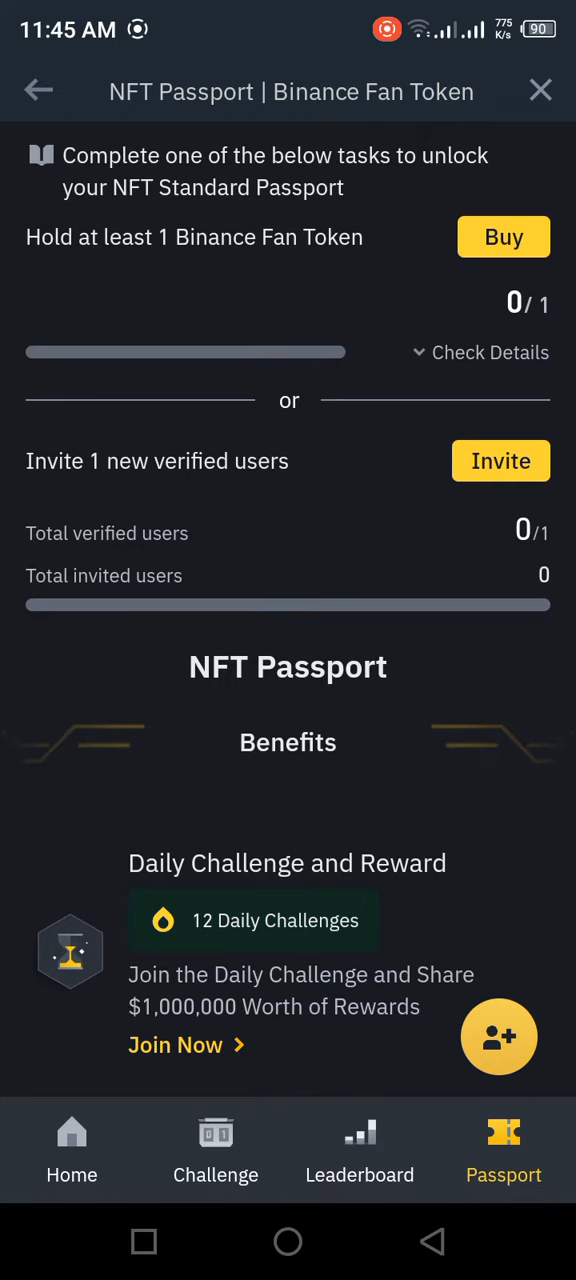 11:45 AM
775 K/s 90
NFT Passport | Binance Fan Token
Complete one of the below tasks to unlock
your NFT Standard Passport
Hold at least 1 Binance Fan Token
Buy
0/ 1
Check Details
or
Invite 1 new verified users
Invite
Total verified users
0/1
Total invited users
0
NFT Passport
Benefits
Daily Challenge and Reward
12 Daily Challenges
Join the Daily Challenge and Share
$1,000,000 Worth of Rewards
Join Now
Home Challenge Leaderboard Passport